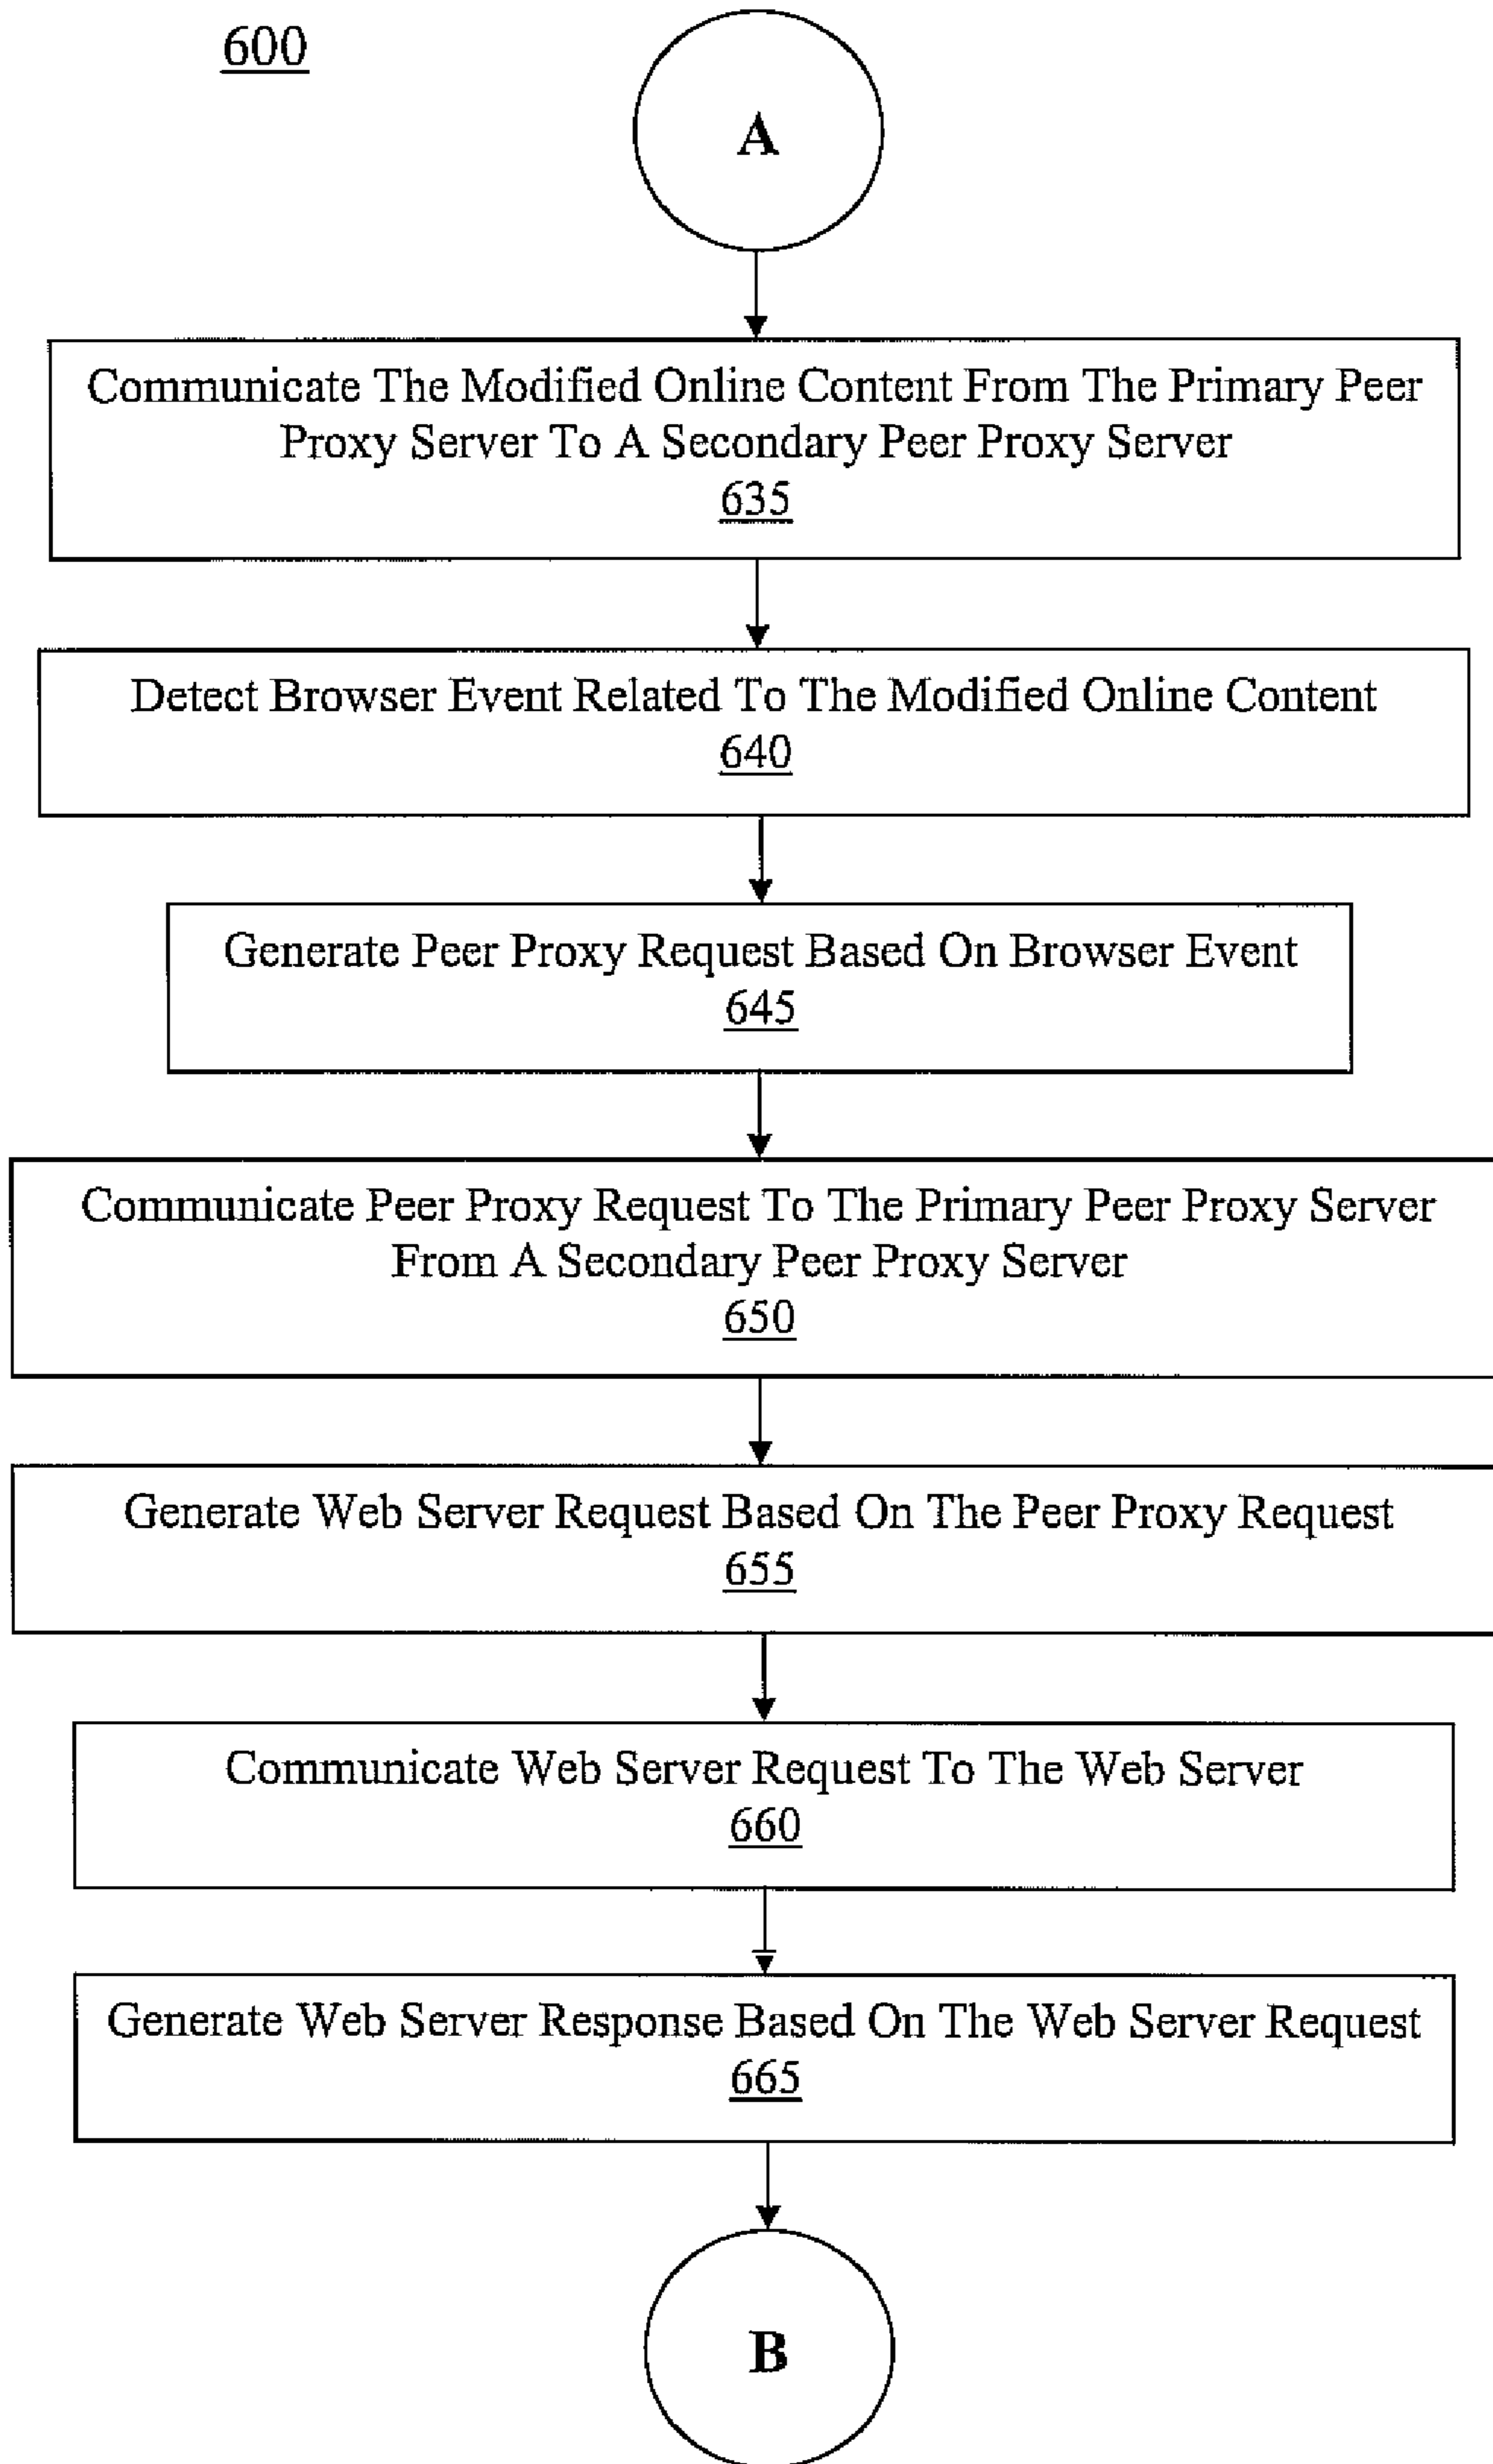 600
A
Communicate The Modified Online Content From The Primary Peer
Proxy Server To A Secondary Peer Proxy Server
635
Detect Browser Event Related To The Modified Online Content
640
Generate Peer Proxy Request Based On Browser Event
645
Communicate Peer Proxy Request To The Primary Peer Proxy Server
From A Secondary Peer Proxy Server
650
Generate Web Server Request Based On The Peer Proxy Request
655
Communicate Web Server Request To The Web Server
660
Generate Web Server Response Based On The Web Server Request
665
B